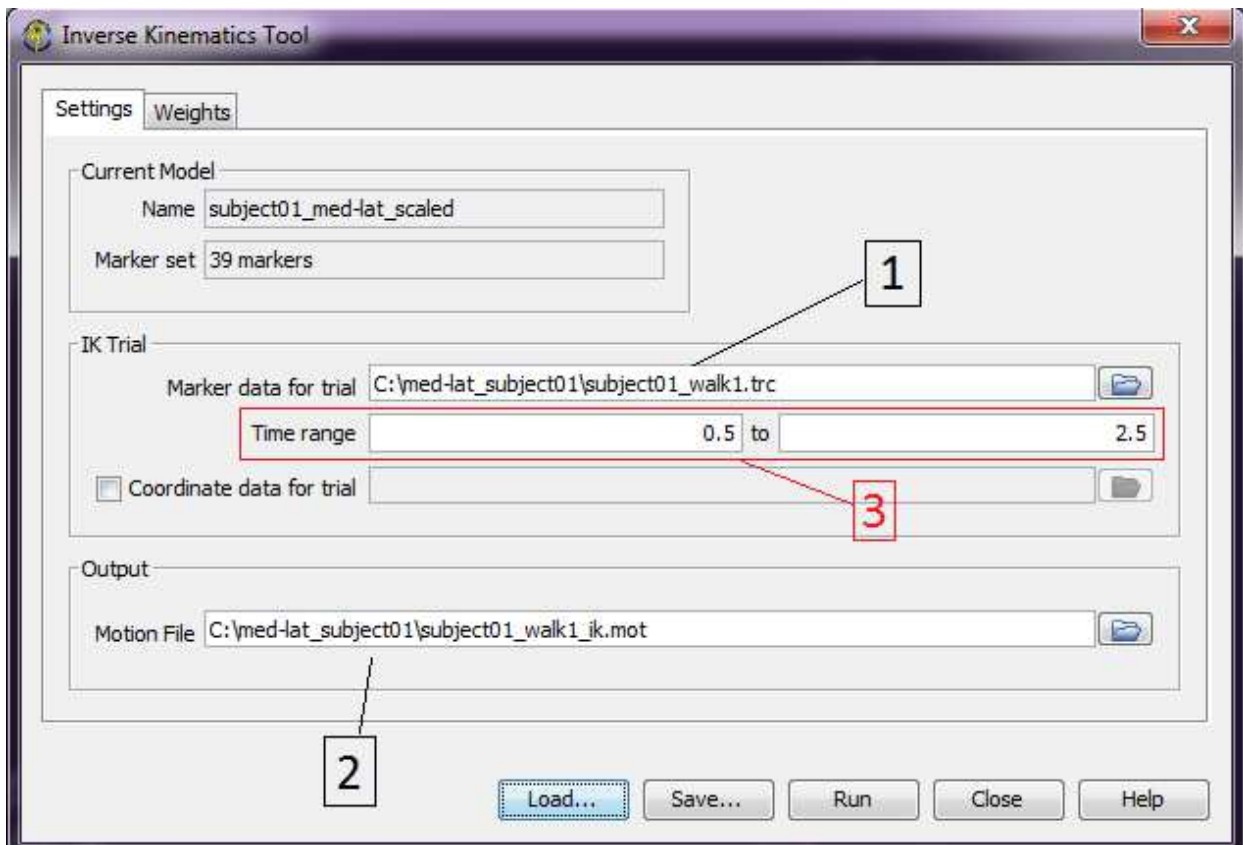 Inverse Kinematics Tool
Settings Weights
Current Model
Name subject01_med-lat_scaled
Marker set 39 markers
1
IK Trial
Marker data for trial C:\med-lat_subject01\subject01_walk1.trc
Time range 0.5 to 2.5
Coordinate data for trial
3
Output
Motion File C:\med-lat_subject01\subject01_walk1_ik.mot
2
Load... Save... Run Close Help